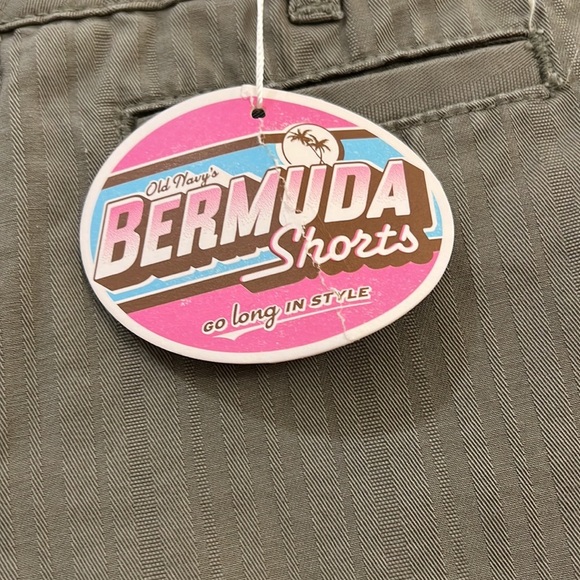 Old Navy's
BERMUDA
Shorts
GO long IN STYLE